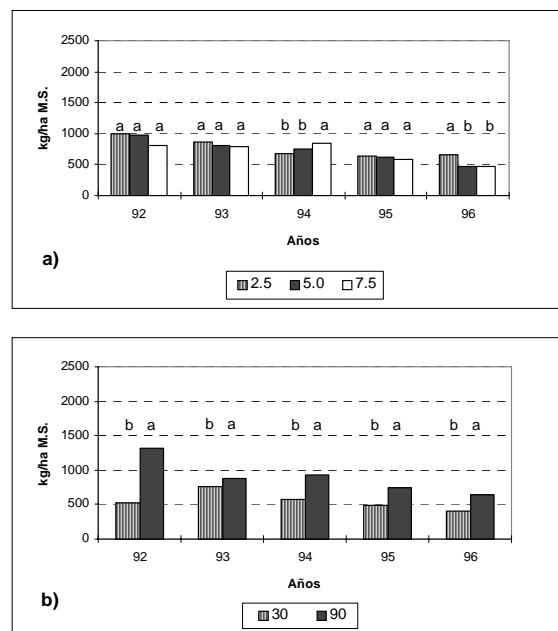 2500
2000
1500
1000
500
0
kg/ha M.S.
a a a a a a b b a a a a a b b
92 93 94 95 96
Años
a)
2.5 5.0 7.5
2500
2000
1500
1000
500
0
kg/ha M.S.
b a b a b a b a b a
92 93 94 95 96
Años
b)
30 90